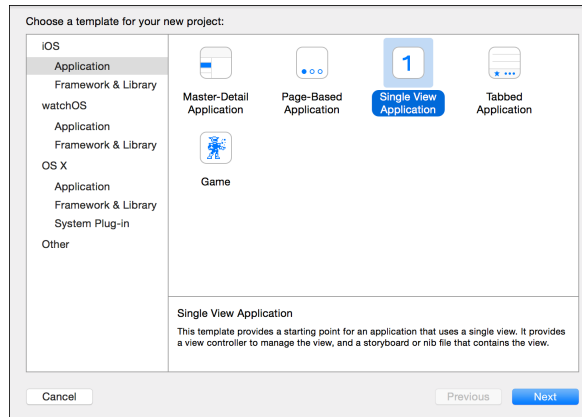 Choose a template for your new project:
iOS
Application
Framework & Library
watchOS
Application
Framework & Library
OS X
Application
Framework & Library
System Plug-in
Other
Master-Detail
Application
Page-Based
Application
1
Single View
Application
Tabbed
Application
Game
Single View Application
This template provides a starting point for an application that uses a single view. It provides
a view controller to manage the view, and a storyboard or nib file that contains the view.
Cancel
Previous
Next